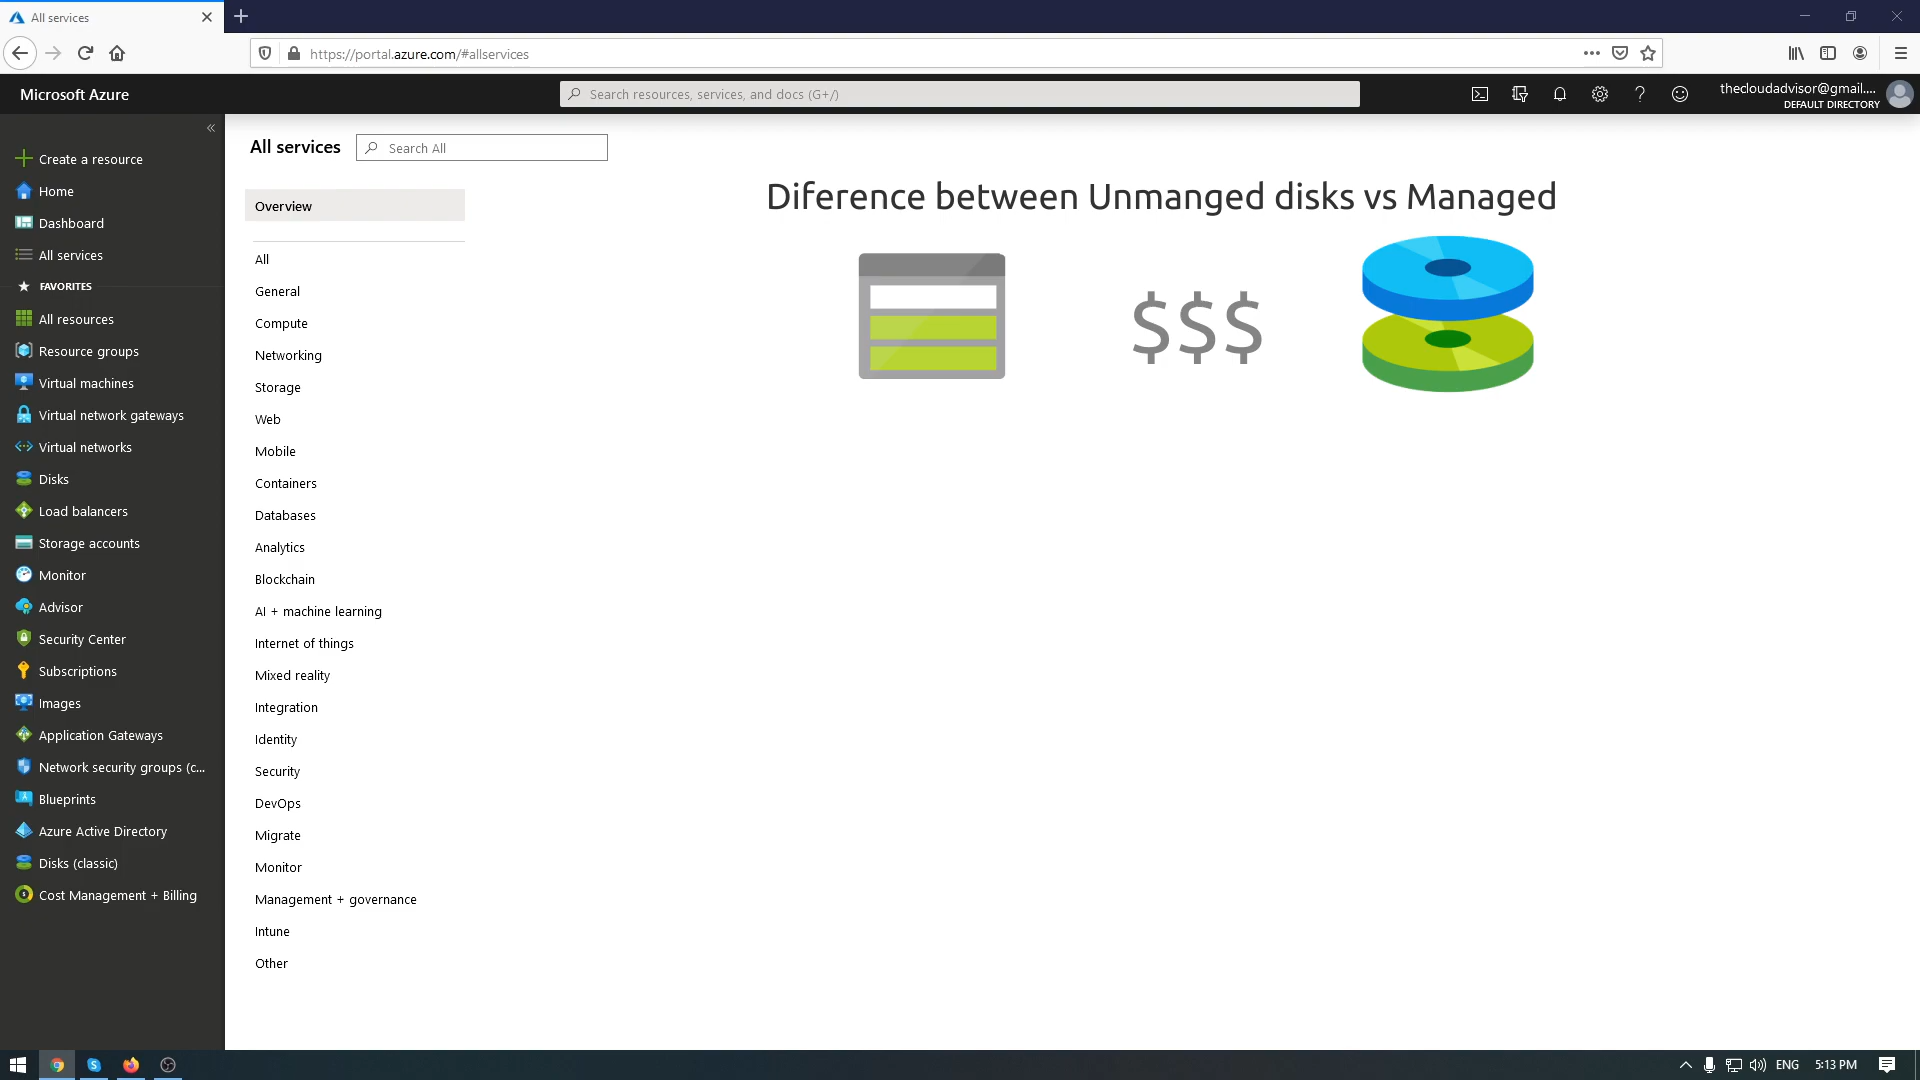 All services
https://portal.azure.com/#allservices
Microsoft Azure
Search resources, services, and docs (G+/)
thecloudadvisor@gmail....
DEFAULT DIRECTORY
Create a resource
Home
Dashboard
All services
FAVORITES
All resources
Resource groups
Virtual machines
Virtual network gateways
Virtual networks
Disks
Load balancers
Storage accounts
Monitor
Advisor
Security Center
Subscriptions
Images
Application Gateways
Network security groups (c...
Blueprints
Azure Active Directory
Disks (classic)
Cost Management + Billing
All services
Search All
Overview
All
General
Compute
Networking
Storage
Web
Mobile
Containers
Databases
Analytics
Blockchain
AI + machine learning
Internet of things
Mixed reality
Integration
Identity
Security
DevOps
Migrate
Monitor
Management + governance
Intune
Other
Diference between Unmanged disks vs Managed
$$$
ENG
5:13 PM